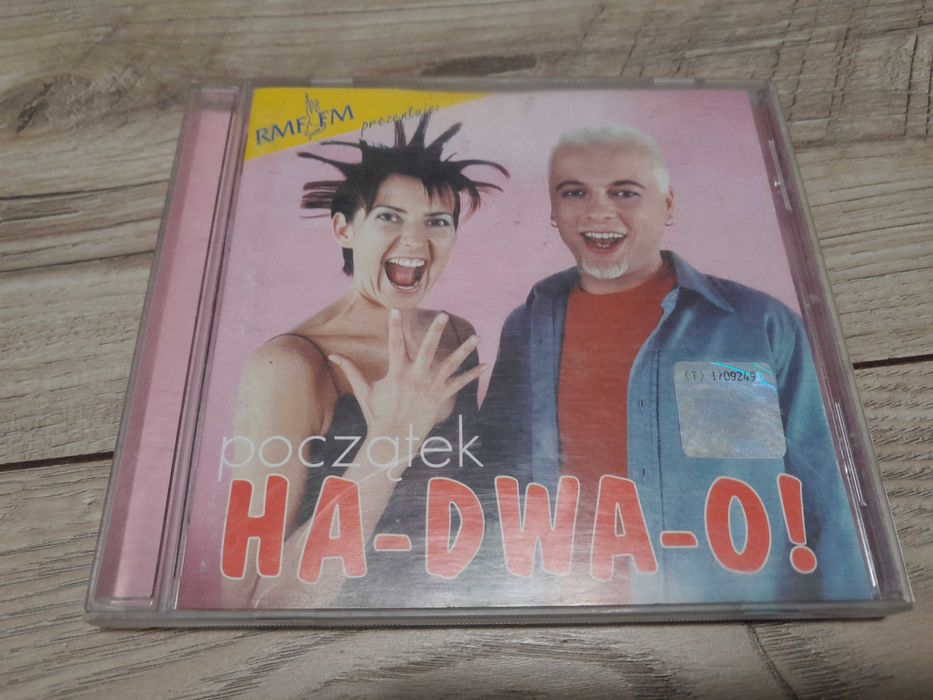 RMF FM prezentuje:
(T) 1709249
początek
HA-DWA-O!